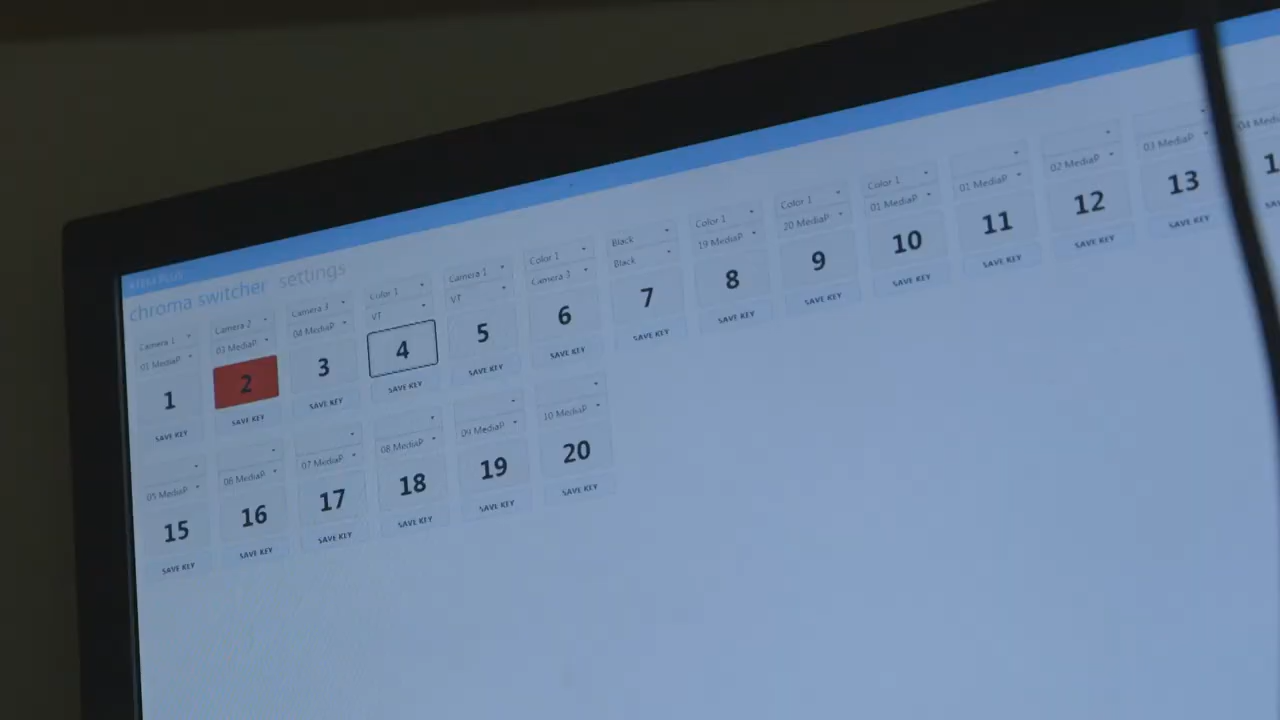 ATEM PLUS
chroma switcher settings
Camera 1 Camera 2 Camera 3 Color 1 Camera 1 Color 1 Black Color 1 Color 1 Color 1
01 MediaP 03 MediaP 04 MediaP VT VT Camera 3 Black 19 MediaP 20 MediaP 01 MediaP 01 MediaP 02 MediaP 03 MediaP 04 Media
1 2 3 4 5 6 7 8 9 10 11 12 13
SAVE KEY SAVE KEY SAVE KEY SAVE KEY SAVE KEY SAVE KEY SAVE KEY SAVE KEY SAVE KEY SAVE KEY SAVE KEY SAVE KEY SAVE KEY
05 MediaP 06 MediaP 07 MediaP 08 MediaP 09 MediaP 10 MediaP
15 16 17 18 19 20
SAVE KEY SAVE KEY SAVE KEY SAVE KEY SAVE KEY SAVE KEY